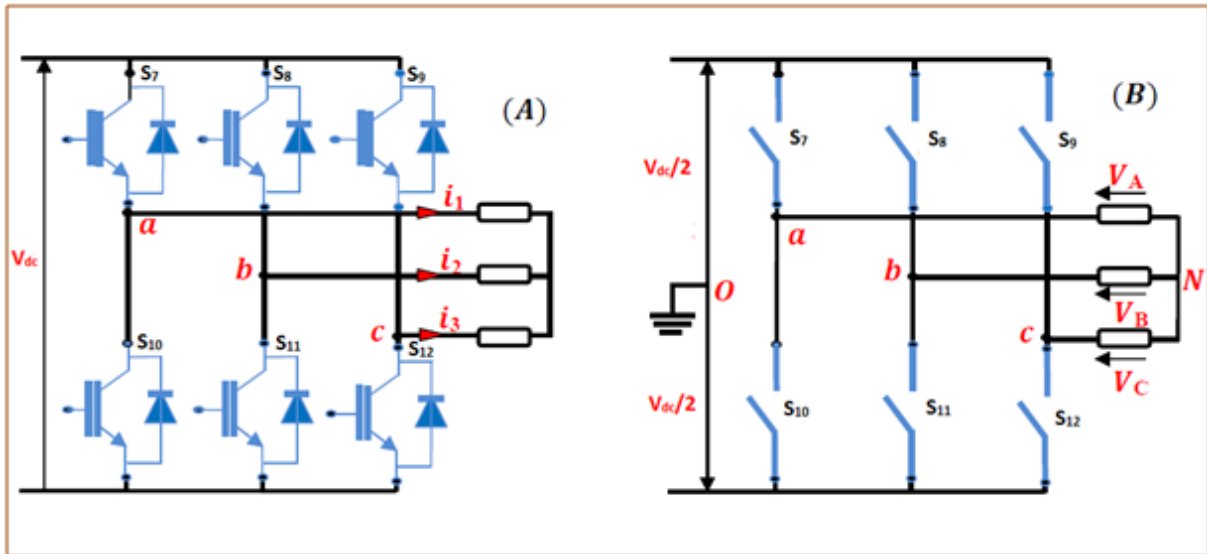 S7
S8
S9
(A)
i1
a
Vdc
b
i2
c
i3
S10
S11
S12
(B)
S7
S8
S9
Vdc/2
VA
a
b
N
O
VB
c
VC
Vdc/2
S10
S11
S12